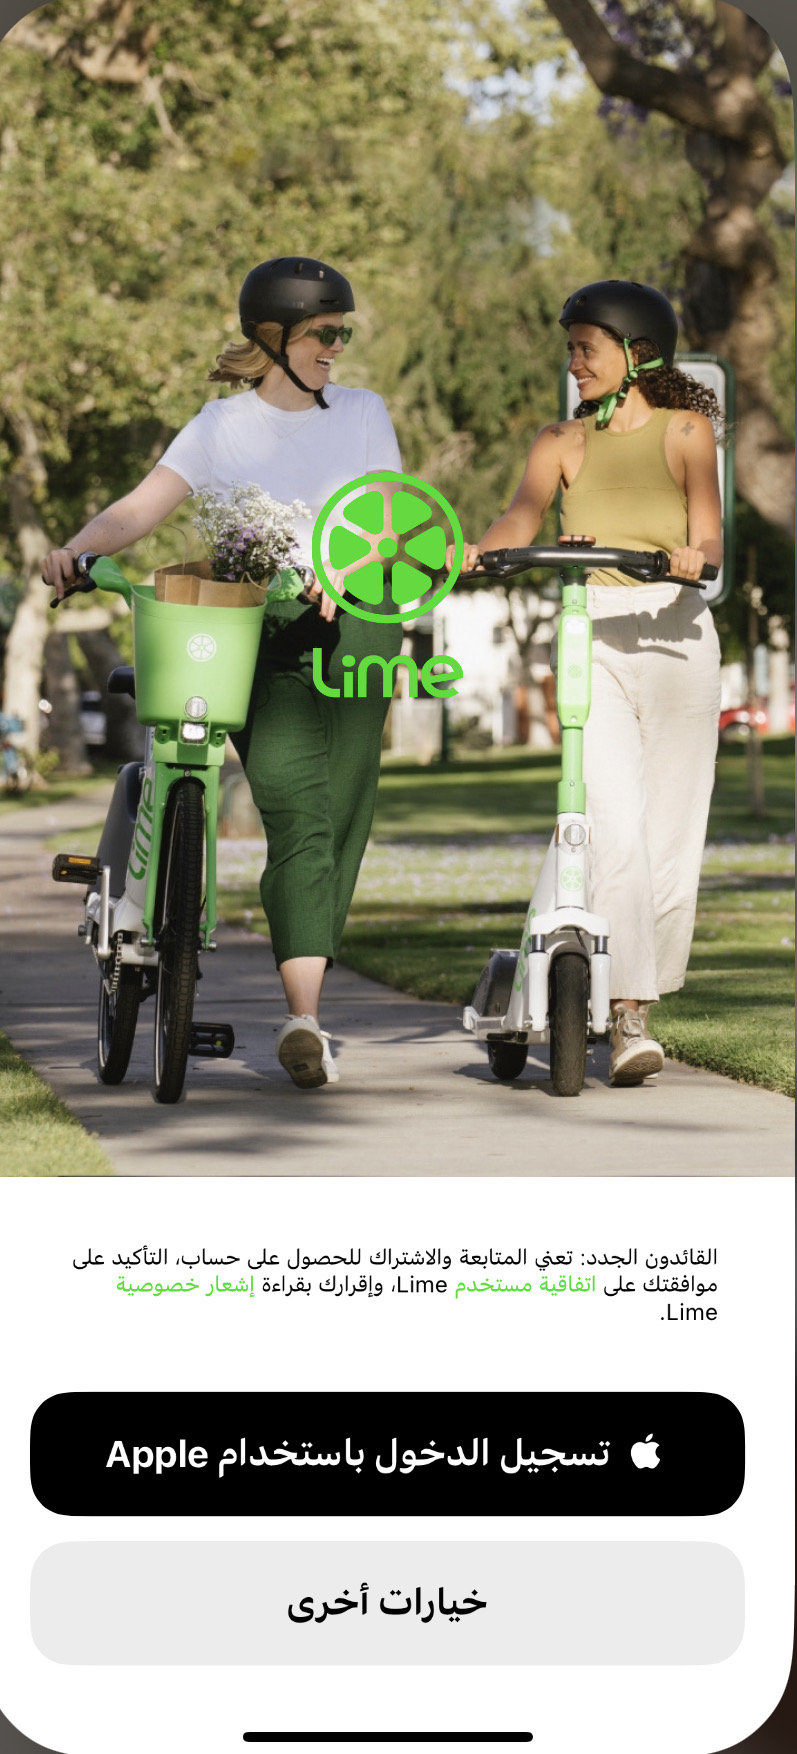 Lime
Lime
القائدون الجدد: تعني المتابعة والاشتراك للحصول على حساب، التأكيد على
موافقتك على اتفاقية مستخدم Lime، وإقرارك بقراءة إشعار خصوصية
Lime.
تسجيل الدخول باستخدام Apple
خيارات أخرى